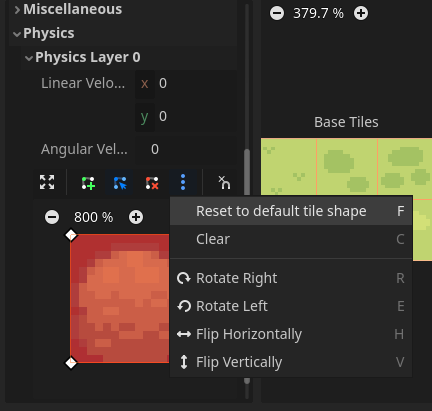 Miscellaneous
Physics
Physics Layer 0
Linear Velo... x 0
y 0
Angular Vel... 0
800 %
379.7 %
Base Tiles
Reset to default tile shape F
Clear C
Rotate Right R
Rotate Left E
Flip Horizontally H
Flip Vertically V